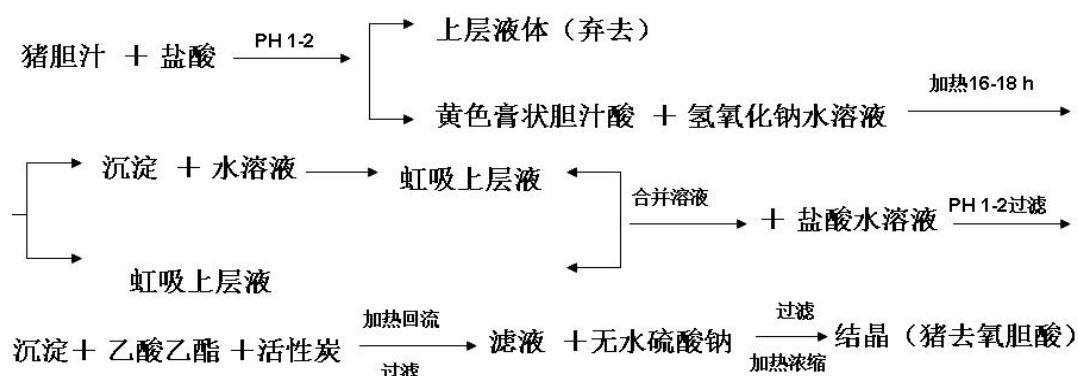 猪胆汁 ＋ 盐酸 PH 1-2 上层液体（弃去）
黄色膏状胆汁酸 ＋ 氢氧化钠水溶液 加热16-18 h
沉淀 ＋ 水溶液 虹吸上层液
虹吸上层液
合并溶液 ＋ 盐酸水溶液 PH 1-2过滤
沉淀＋ 乙酸乙酯 ＋活性炭 加热回流 过滤 滤液 ＋无水硫酸钠 过滤 加热浓缩 结晶（猪去氧胆酸）